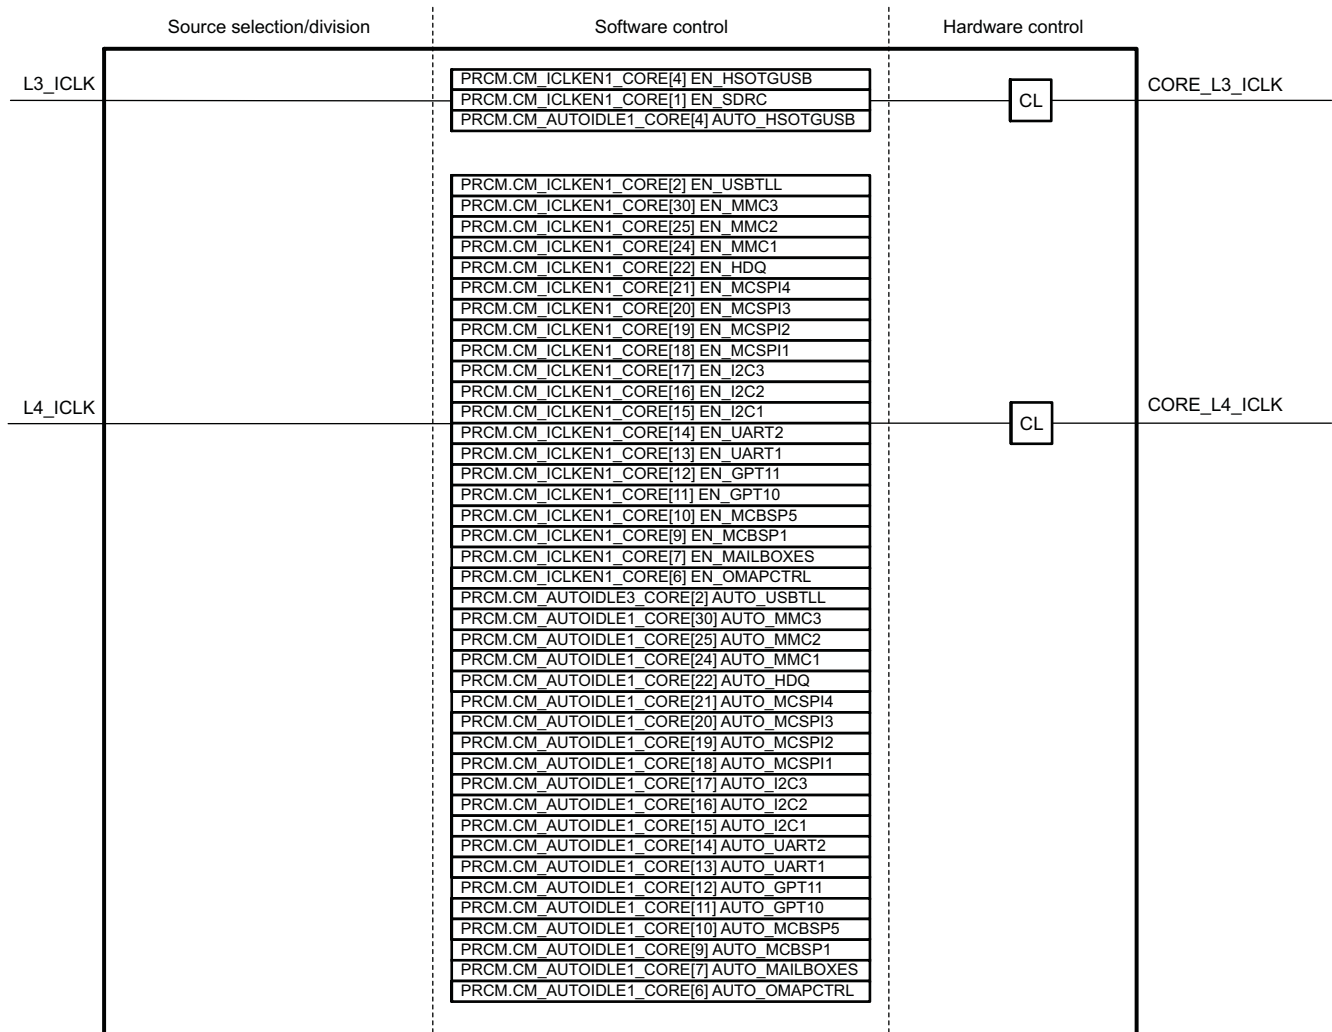 Source selection/division
Software control
Hardware control
L3_ICLK
PRCM.CM_ICLKEN1_CORE[4] EN_HSOTGUSB
PRCM.CM_ICLKEN1_CORE[1] EN_SDRC
PRCM.CM_AUTOIDLE1_CORE[4] AUTO_HSOTGUSB
CL
CORE_L3_ICLK
PRCM.CM_ICLKEN1_CORE[2] EN_USBTLL
PRCM.CM_ICLKEN1_CORE[30] EN_MMC3
PRCM.CM_ICLKEN1_CORE[25] EN_MMC2
PRCM.CM_ICLKEN1_CORE[24] EN_MMC1
PRCM.CM_ICLKEN1_CORE[22] EN_HDQ
PRCM.CM_ICLKEN1_CORE[21] EN_MCSPI4
PRCM.CM_ICLKEN1_CORE[20] EN_MCSPI3
PRCM.CM_ICLKEN1_CORE[19] EN_MCSPI2
PRCM.CM_ICLKEN1_CORE[18] EN_MCSPI1
PRCM.CM_ICLKEN1_CORE[17] EN_I2C3
PRCM.CM_ICLKEN1_CORE[16] EN_I2C2
PRCM.CM_ICLKEN1_CORE[15] EN_I2C1
L4_ICLK
CL
CORE_L4_ICLK
PRCM.CM_ICLKEN1_CORE[14] EN_UART2
PRCM.CM_ICLKEN1_CORE[13] EN_UART1
PRCM.CM_ICLKEN1_CORE[12] EN_GPT11
PRCM.CM_ICLKEN1_CORE[11] EN_GPT10
PRCM.CM_ICLKEN1_CORE[10] EN_MCBSP5
PRCM.CM_ICLKEN1_CORE[9] EN_MCBSP1
PRCM.CM_ICLKEN1_CORE[7] EN_MAILBOXES
PRCM.CM_ICLKEN1_CORE[6] EN_OMAPCTRL
PRCM.CM_AUTOIDLE3_CORE[2] AUTO_USBTLL
PRCM.CM_AUTOIDLE1_CORE[30] AUTO_MMC3
PRCM.CM_AUTOIDLE1_CORE[25] AUTO_MMC2
PRCM.CM_AUTOIDLE1_CORE[24] AUTO_MMC1
PRCM.CM_AUTOIDLE1_CORE[22] AUTO_HDQ
PRCM.CM_AUTOIDLE1_CORE[21] AUTO_MCSPI4
PRCM.CM_AUTOIDLE1_CORE[20] AUTO_MCSPI3
PRCM.CM_AUTOIDLE1_CORE[19] AUTO_MCSPI2
PRCM.CM_AUTOIDLE1_CORE[18] AUTO_MCSPI1
PRCM.CM_AUTOIDLE1_CORE[17] AUTO_I2C3
PRCM.CM_AUTOIDLE1_CORE[16] AUTO_I2C2
PRCM.CM_AUTOIDLE1_CORE[15] AUTO_I2C1
PRCM.CM_AUTOIDLE1_CORE[14] AUTO_UART2
PRCM.CM_AUTOIDLE1_CORE[13] AUTO_UART1
PRCM.CM_AUTOIDLE1_CORE[12] AUTO_GPT11
PRCM.CM_AUTOIDLE1_CORE[11] AUTO_GPT10
PRCM.CM_AUTOIDLE1_CORE[10] AUTO_MCBSP5
PRCM.CM_AUTOIDLE1_CORE[9] AUTO_MCBSP1
PRCM.CM_AUTOIDLE1_CORE[7] AUTO_MAILBOXES
PRCM.CM_AUTOIDLE1_CORE[6] AUTO_OMAPCTRL